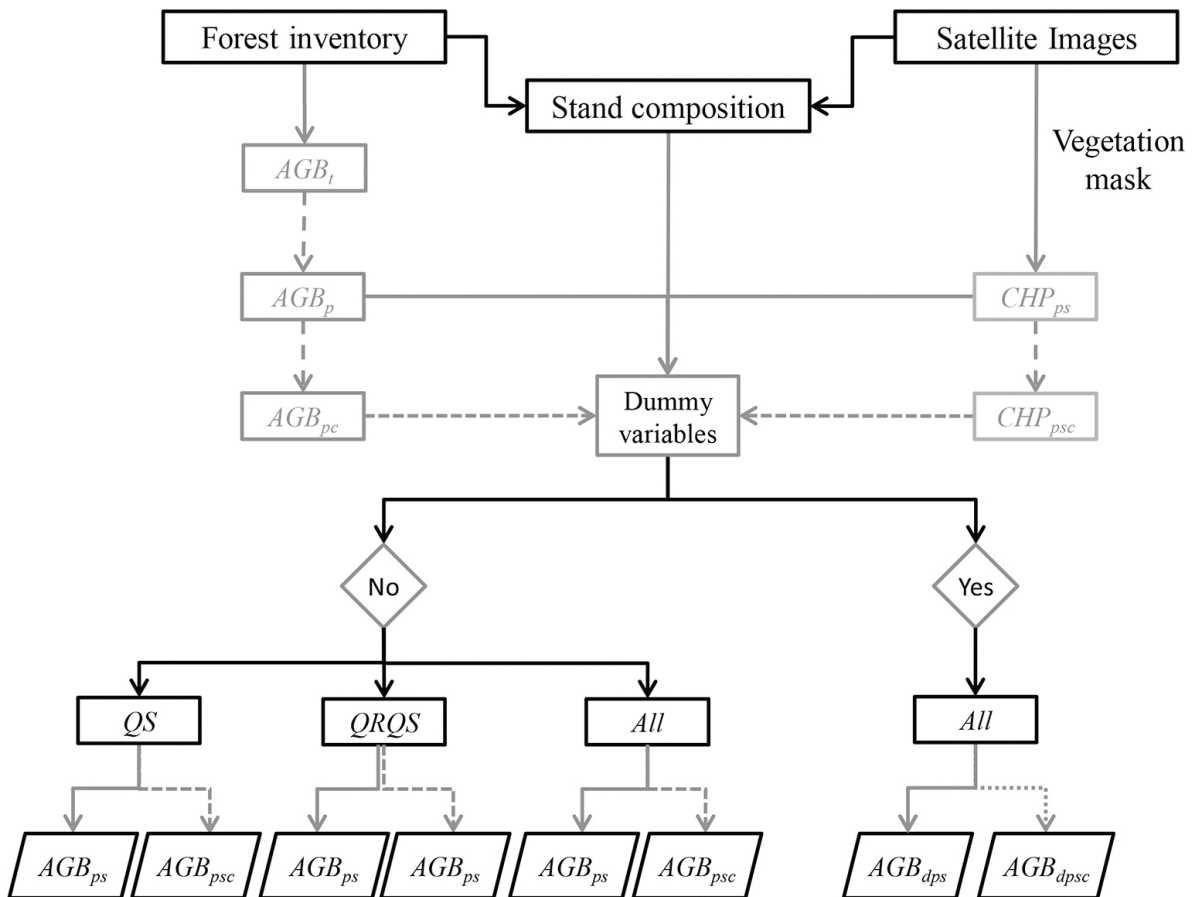 Forest inventory
Satellite Images
Stand composition
Vegetation
mask
AGBt
AGBp
CHPps
AGBpc
Dummy
variables
CHPpsc
No
Yes
QS
QRQS
All
All
AGBps
AGBpsc
AGBps
AGBps
AGBps
AGBpsc
AGBdps
AGBdpsc